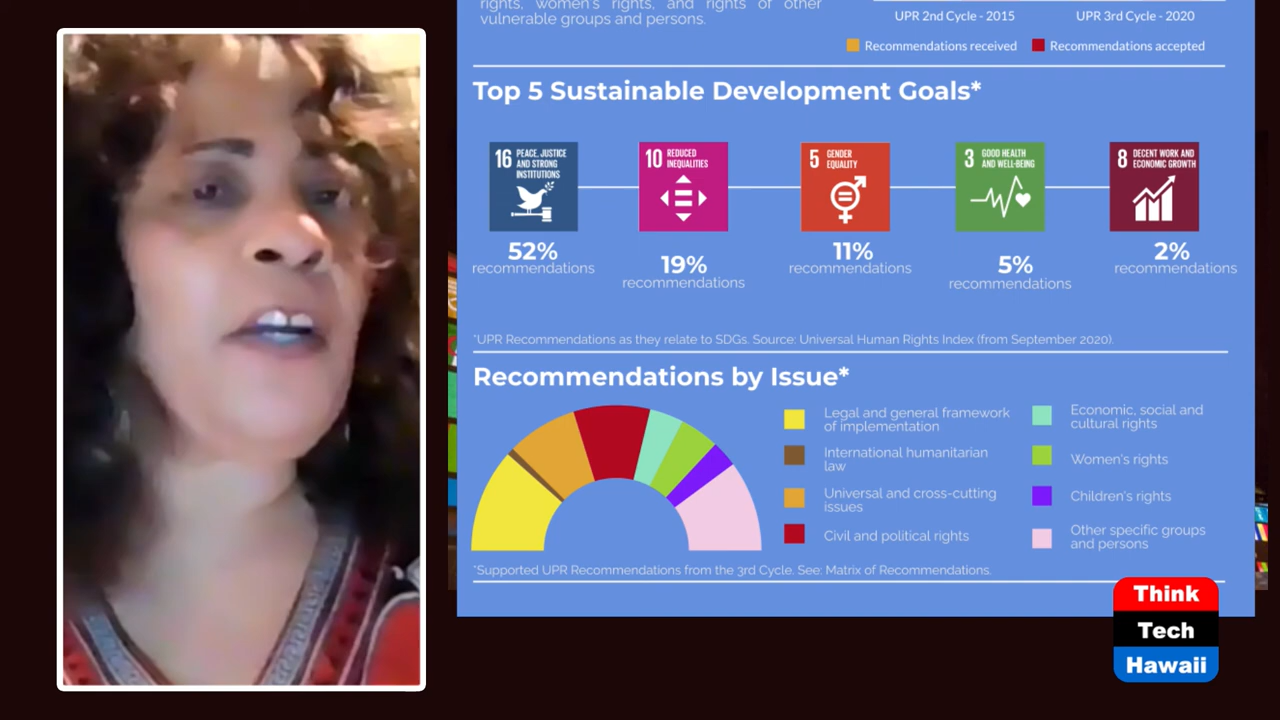 rights, women's rights, and rights of other
vulnerable groups and persons.
UPR 2nd Cycle - 2015
UPR 3rd Cycle - 2020
Recommendations received
Recommendations accepted
Top 5 Sustainable Development Goals*
16 PEACE, JUSTICE
AND STRONG
INSTITUTIONS
52%
recommendations
10 REDUCED
INEQUALITIES
19%
recommendations
5 GENDER
EQUALITY
11%
recommendations
3 GOOD HEALTH
AND WELL-BEING
5%
recommendations
8 DECENT WORK AND
ECONOMIC GROWTH
2%
recommendations
*UPR Recommendations as they relate to SDGs. Source: Universal Human Rights Index (from September 2020).
Recommendations by Issue*
Legal and general framework
of implementation
International humanitarian
law
Universal and cross-cutting
issues
Civil and political rights
Economic, social and
cultural rights
Women's rights
Children's rights
Other specific groups
and persons
*Supported UPR Recommendations from the 3rd Cycle. See: Matrix of Recommendations.
Think
Tech
Hawaii